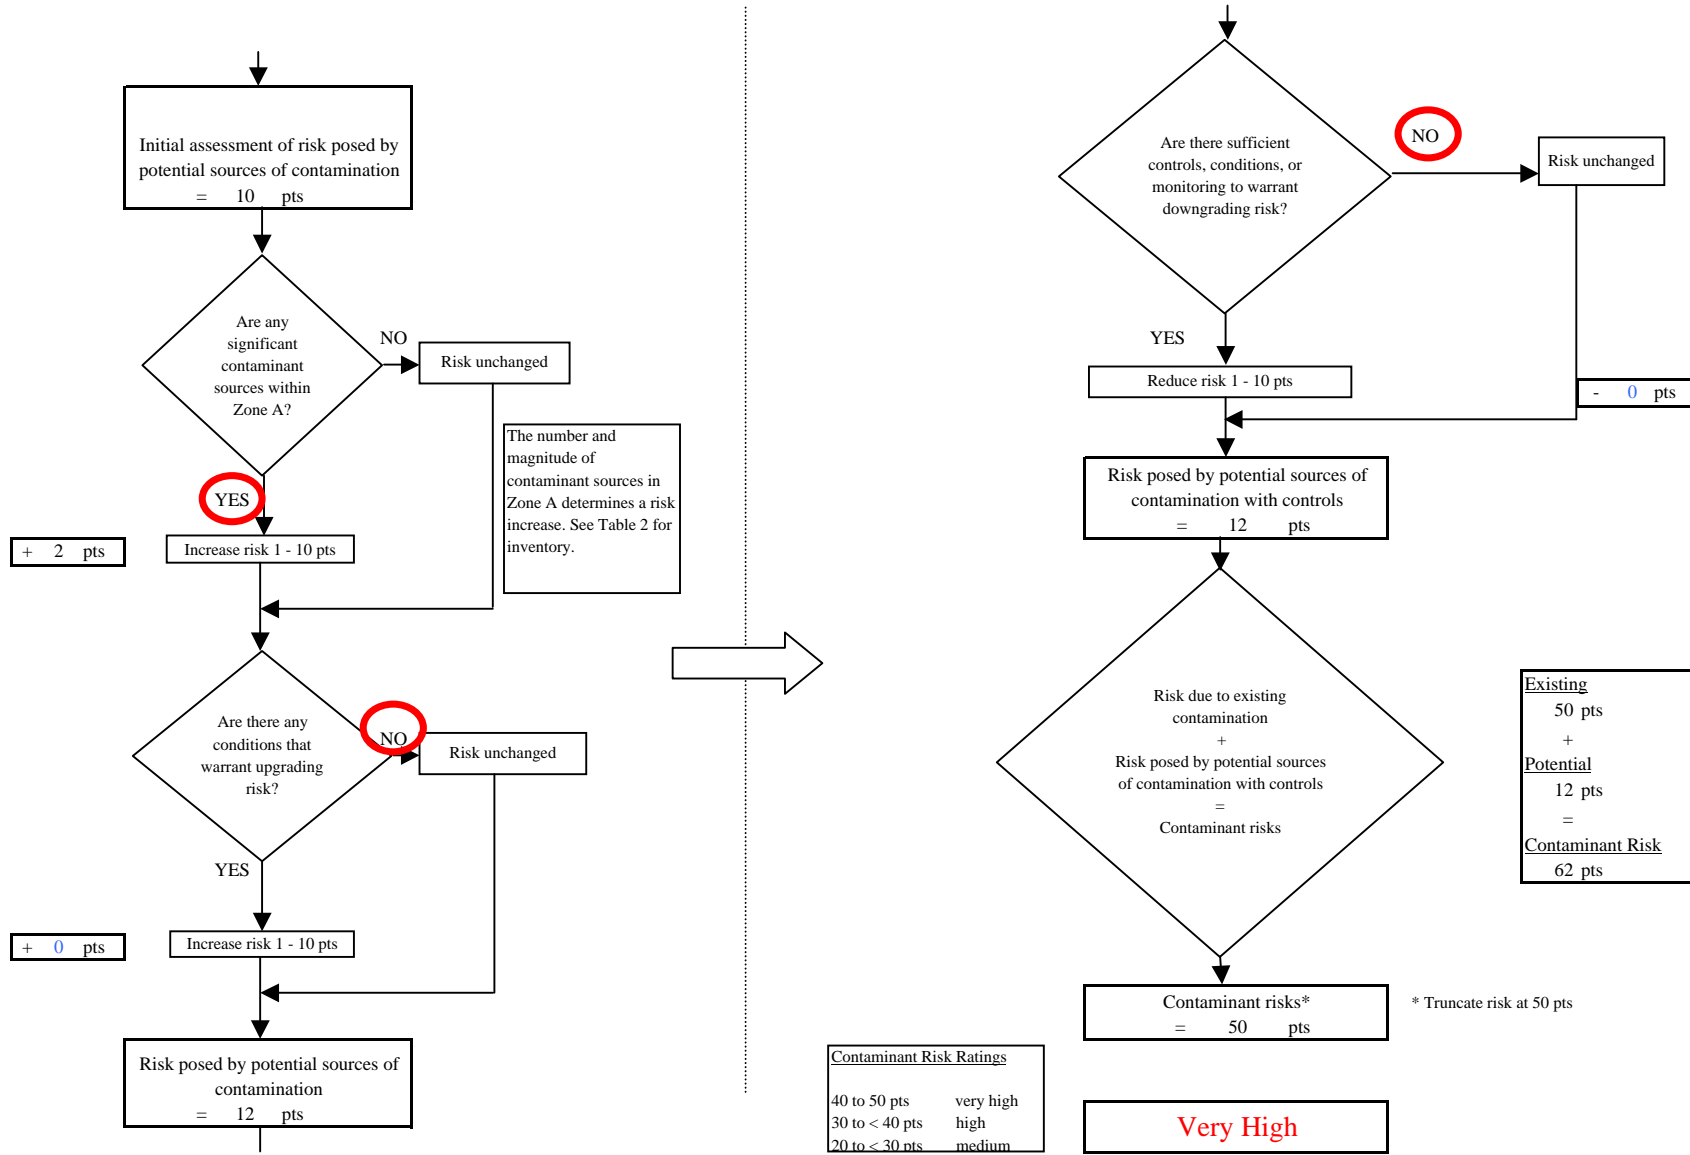 Initial assessment of risk posed by
potential sources of contamination
= 10 pts
Are any
significant
contaminant
sources within
Zone A?
NO
Risk unchanged
YES
The number and
magnitude of
contaminant sources in
Zone A determines a risk
increase. See Table 2 for
inventory.
+ 2 pts
Increase risk 1 - 10 pts
Are there any
conditions that
warrant upgrading
risk?
NO
Risk unchanged
YES
+ 0 pts
Increase risk 1 - 10 pts
Risk posed by potential sources of
contamination
= 12 pts
Are there sufficient
controls, conditions, or
monitoring to warrant
downgrading risk?
NO
Risk unchanged
YES
Reduce risk 1 - 10 pts
- 0 pts
Risk posed by potential sources of
contamination with controls
= 12 pts
Risk due to existing
contamination
+
Risk posed by potential sources
of contamination with controls
=
Contaminant risks
Existing
50 pts
+
Potential
12 pts
=
Contaminant Risk
62 pts
Contaminant risks*
= 50 pts
* Truncate risk at 50 pts
Contaminant Risk Ratings
40 to 50 pts very high
30 to < 40 pts high
20 to < 30 pts medium
Very High